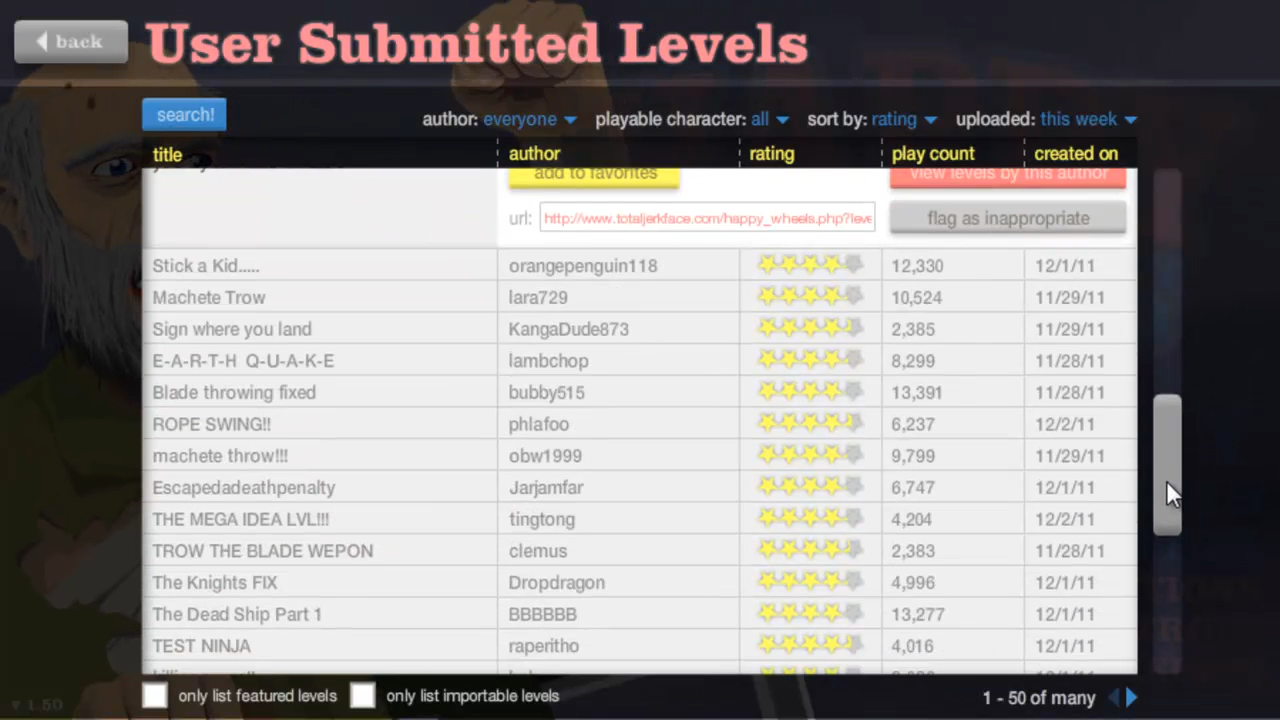 back
User Submitted Levels
search!
author: everyone playable character: all sort by: rating uploaded: this week
title author rating play count created on
add to favorites view levels by this author
url: http://www.totaljerkface.com/happy_wheels.php?leve flag as inappropriate
Stick a Kid..... orangepenguin118 12,330 12/1/11
Machete Trow lara729 10,524 11/29/11
Sign where you land KangaDude873 2,385 11/29/11
E-A-R-T-H Q-U-A-K-E lambchop 8,299 11/28/11
Blade throwing fixed bubby515 13,391 11/28/11
ROPE SWING!! phlafoo 6,237 12/2/11
machete throw!!! obw1999 9,799 11/29/11
Escapedadeathpenalty Jarjamfar 6,747 12/1/11
THE MEGA IDEA LVL!!! tingtong 4,204 12/2/11
TROW THE BLADE WEPON clemus 2,383 11/28/11
The Knights FIX Dropdragon 4,996 12/1/11
The Dead Ship Part 1 BBBBBB 13,277 12/1/11
TEST NINJA raperitho 4,016 12/1/11
only list featured levels only list importable levels 1 - 50 of many
v 1.50